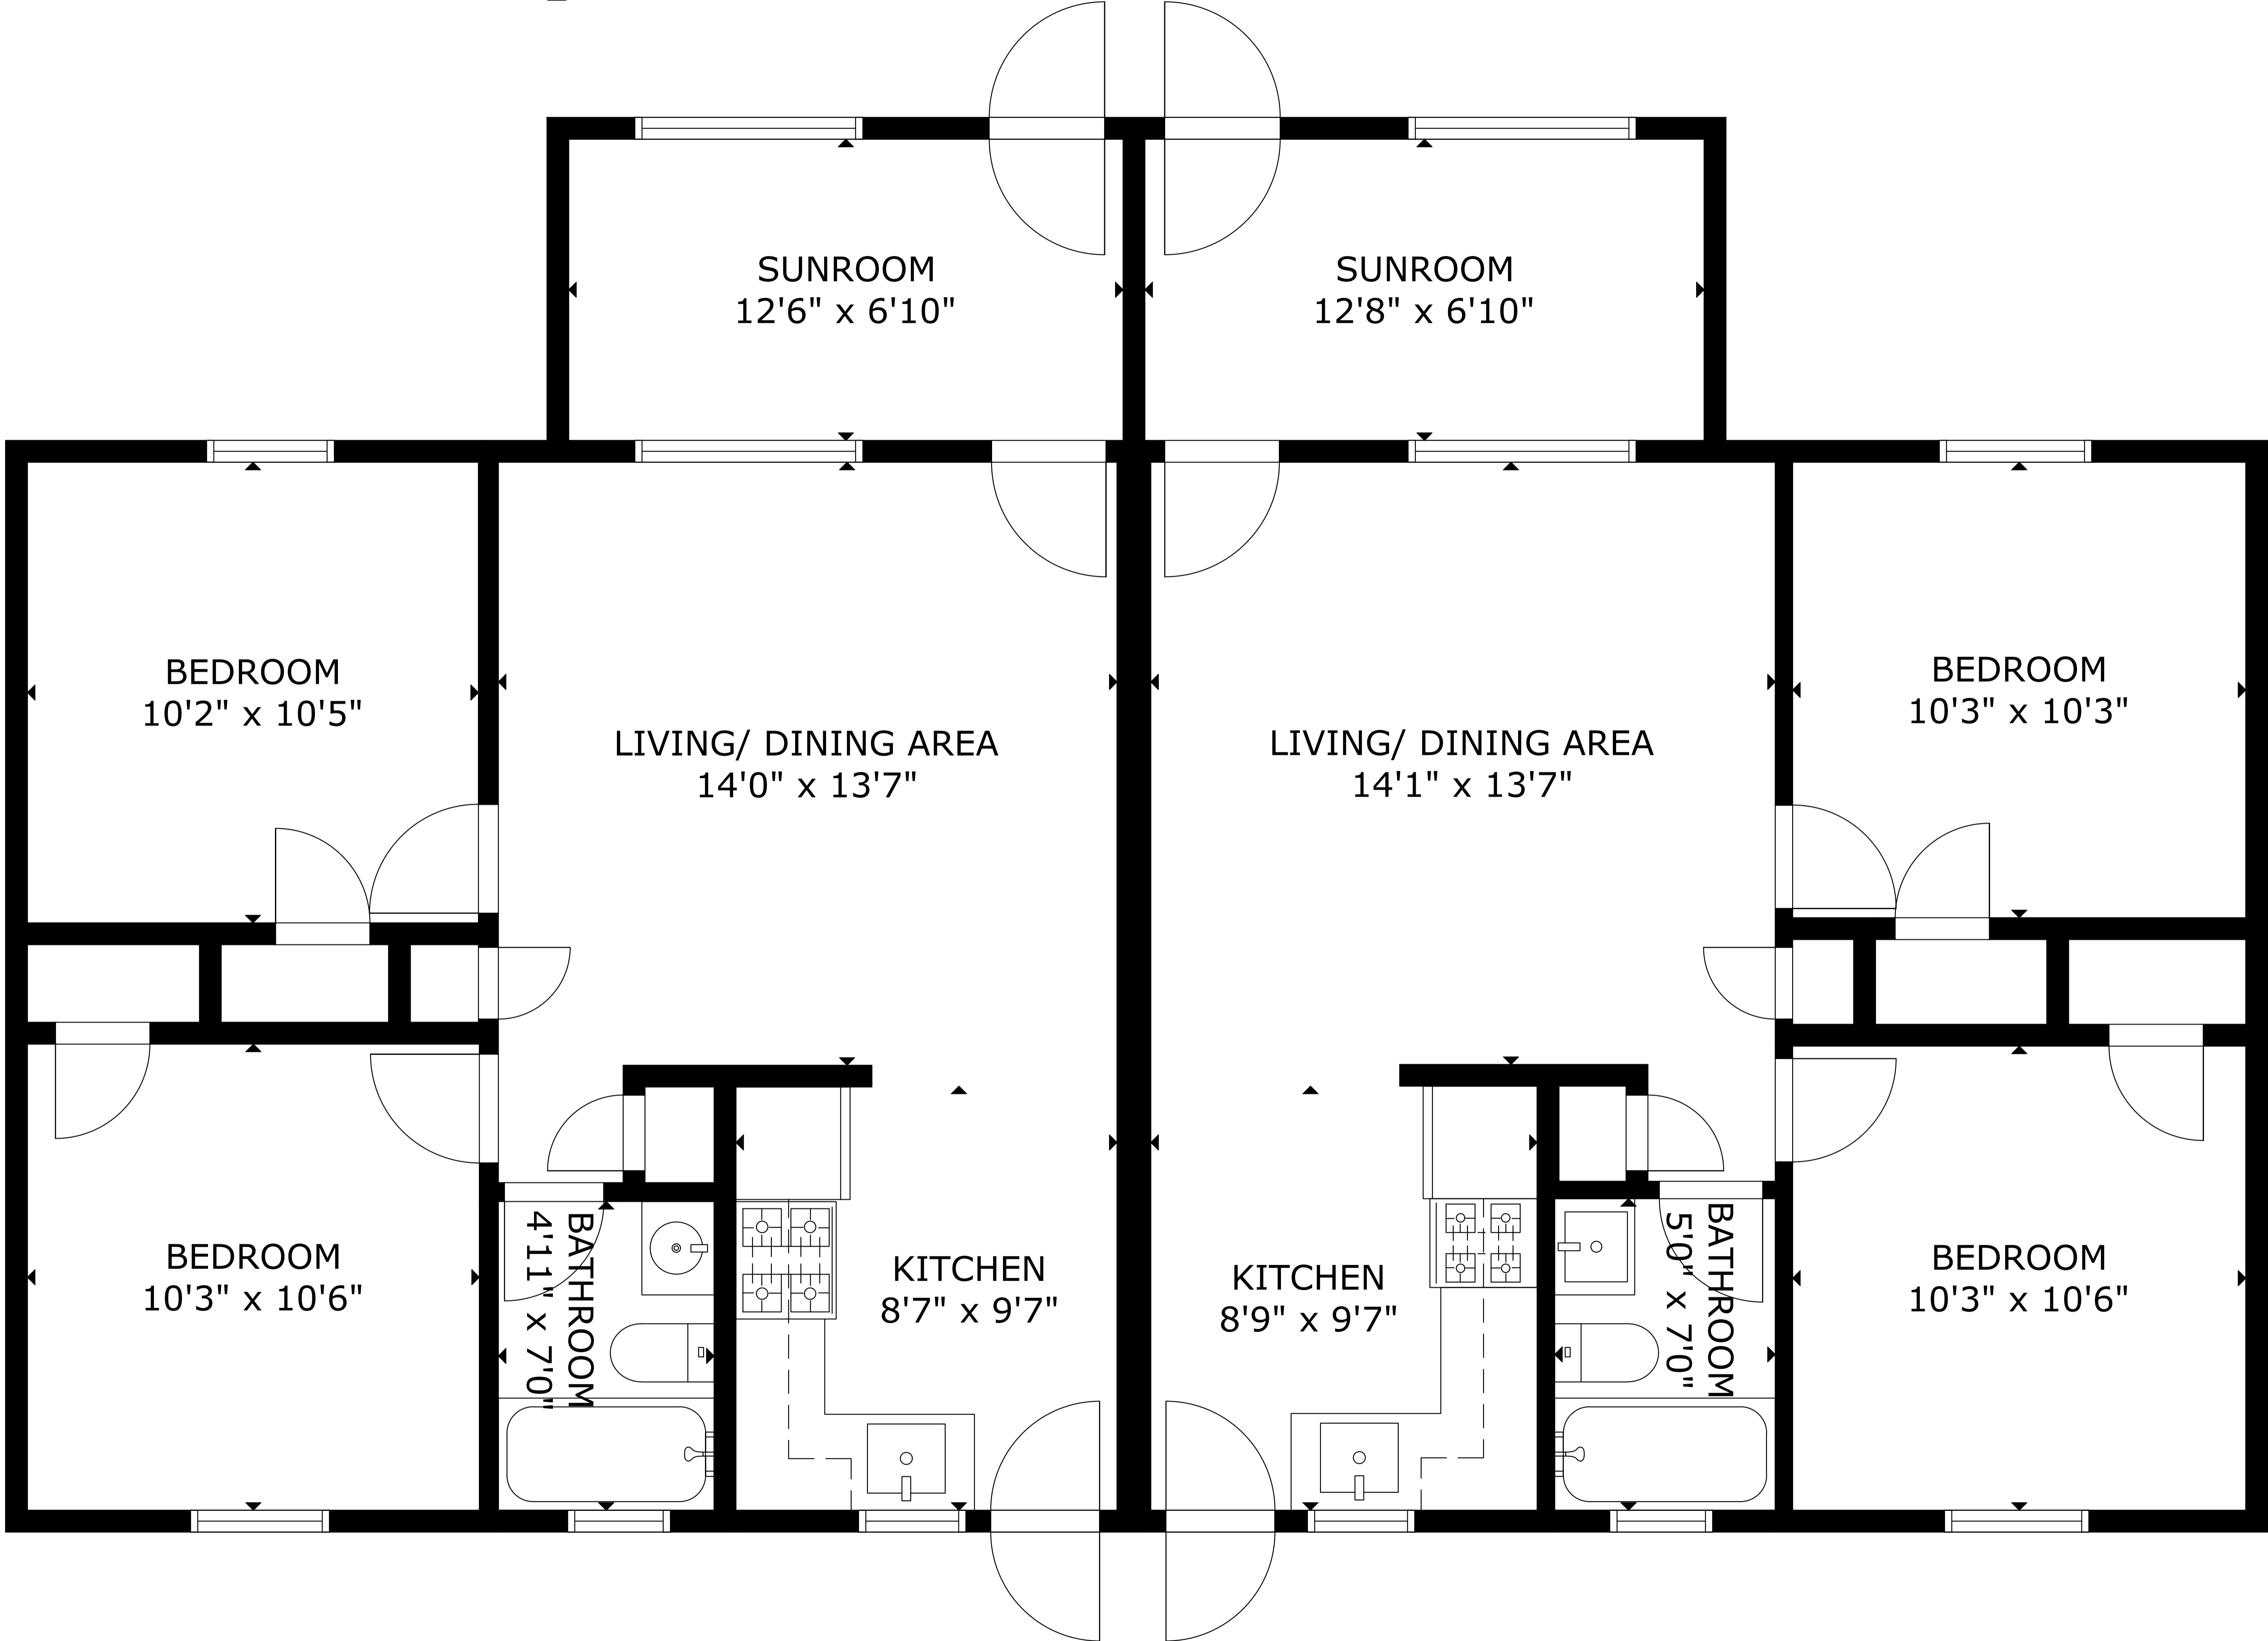 SUNROOM
12'6" x 6'10"
SUNROOM
12'8" x 6'10"
BEDROOM
10'2" x 10'5"
LIVING/ DINING AREA
14'0" x 13'7"
LIVING/ DINING AREA
14'1" x 13'7"
BEDROOM
10'3" x 10'3"
BEDROOM
10'3" x 10'6"
BATHROOM
4'11" x 7'0"
KITCHEN
8'7" x 9'7"
KITCHEN
8'9" x 9'7"
BATHROOM
5'0" x 7'0"
BEDROOM
10'3" x 10'6"